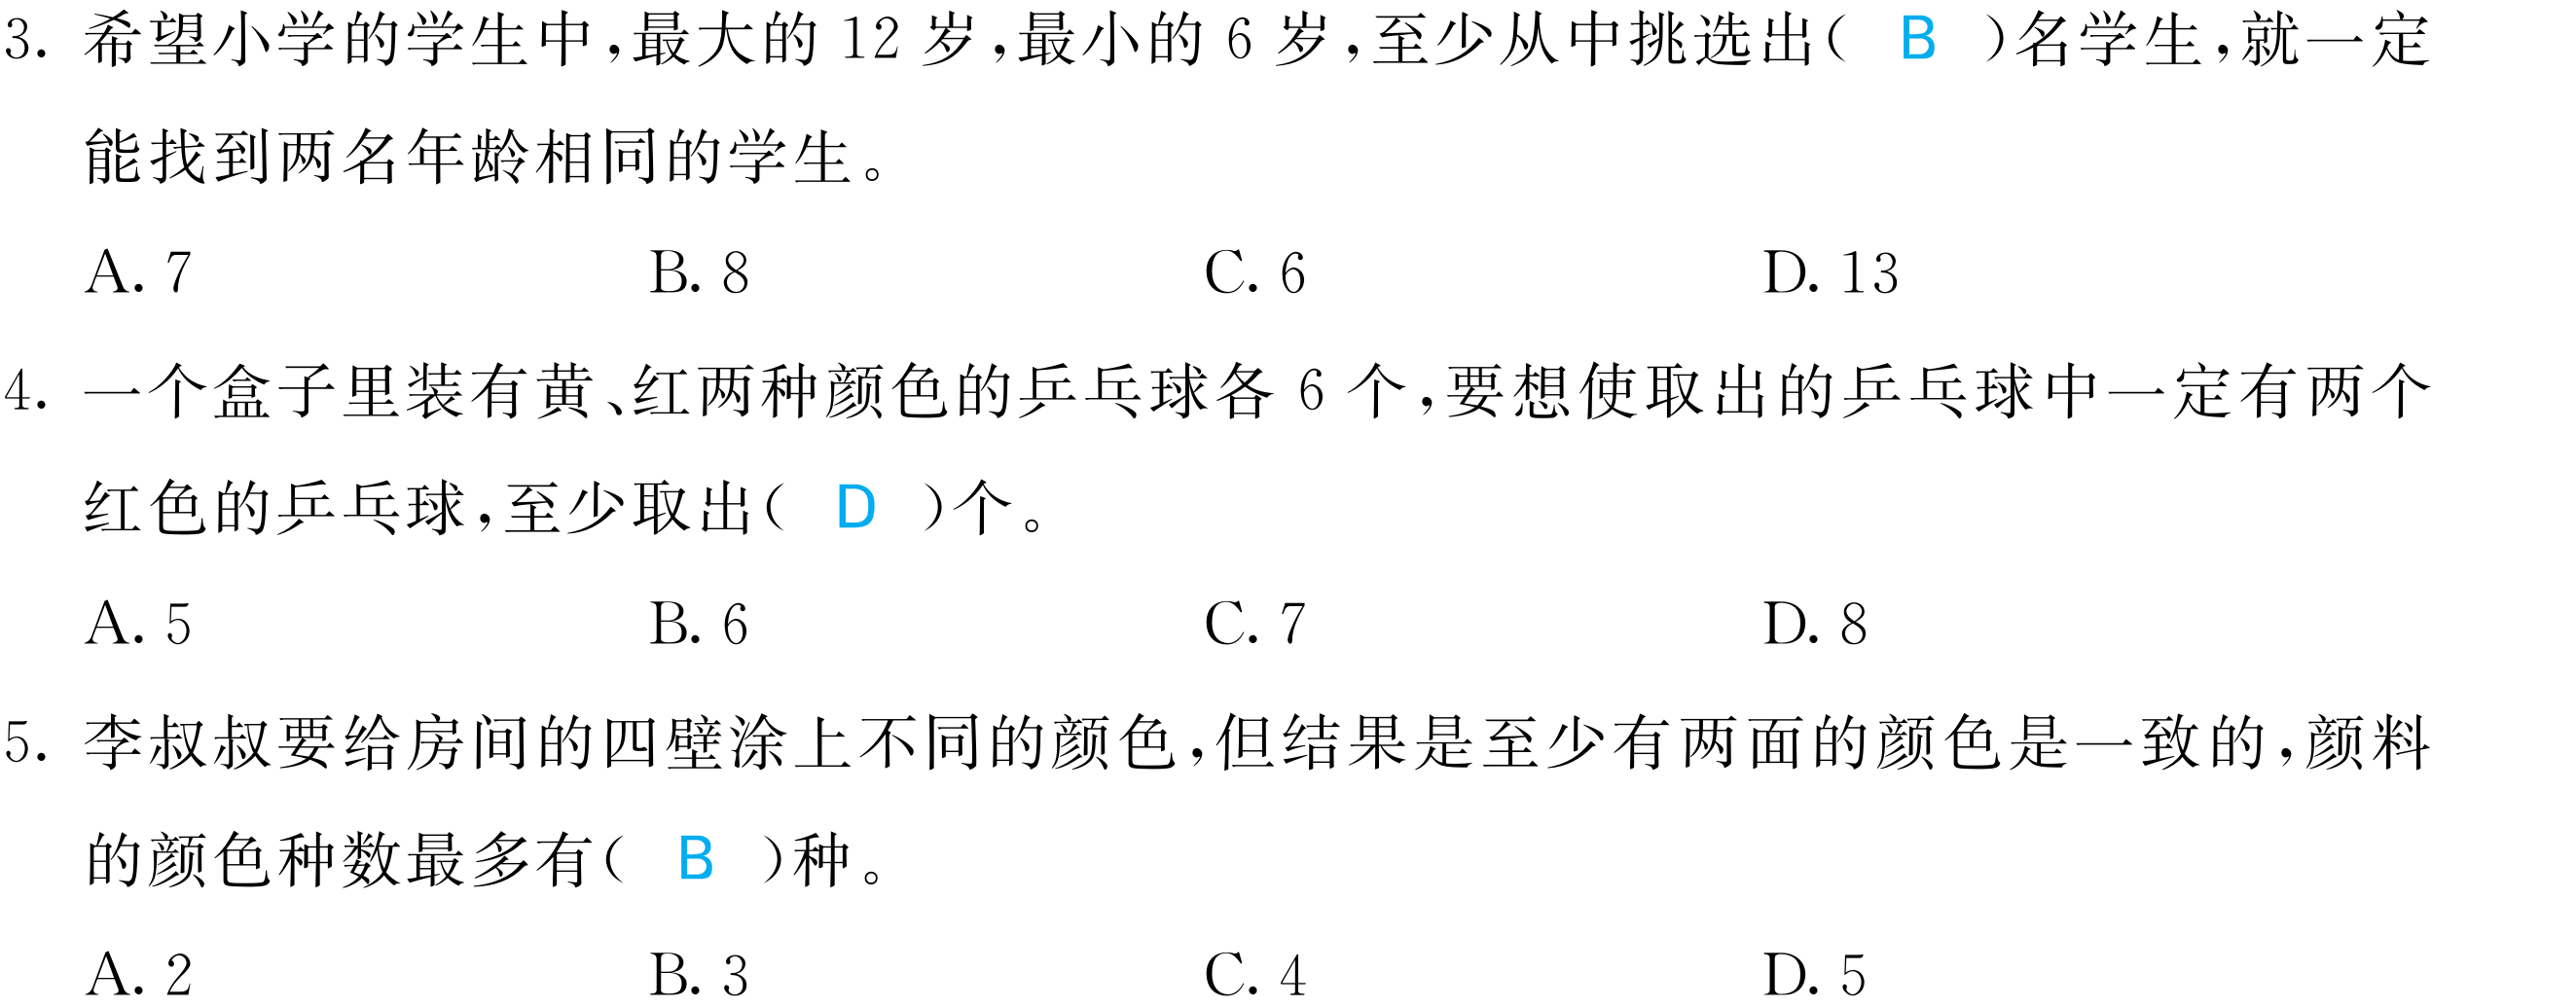 3. 希望小学的学生中,最大的 12 岁,最小的 6 岁,至少从中挑选出( B )名学生,就一定
能找到两名年龄相同的学生。
A. 7 B. 8 C. 6 D. 13
4. 一个盒子里装有黄、红两种颜色的乒乓球各 6 个,要想使取出的乒乓球中一定有两个
红色的乒乓球,至少取出( D )个。
A. 5 B. 6 C. 7 D. 8
5. 李叔叔要给房间的四壁涂上不同的颜色,但结果是至少有两面的颜色是一致的,颜料
的颜色种数最多有( B )种。
A. 2 B. 3 C. 4 D. 5